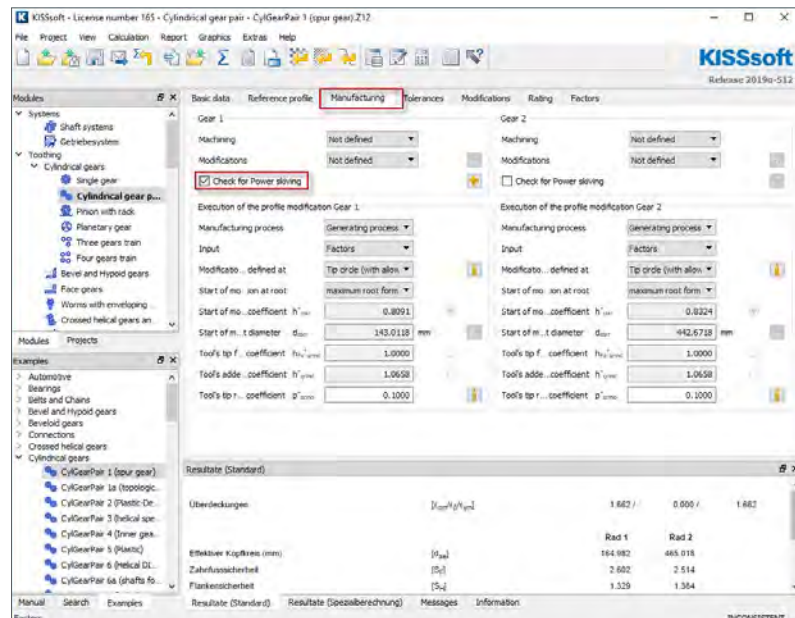 KISSsoft - License number 165 - Cylindrical gear pair - CylGearPair 1 (spur gear).Z12
File Project View Calculation Report Graphics Extras Help
KISSsoft
Release 2019q-512
Modules
Systems
Shaft systems
Getriebesystem
Toothing
Cylindrical gears
Single gear
Cylindrical gear p...
Pinion with rack
Planetary gear
Three gears train
Four gears train
Bevel and Hypoid gears
Face gears
Worms with enveloping ...
Crossed helical gears an...
Modules Projects
Examples
Automotive
Bearings
Belts and Chains
Bevel and Hypoid gears
Beveloid gears
Connections
Crossed helical gears
Cylindrical gears
CylGearPair 1 (spur gear)
CylGearPair 1a (topologic...
CylGearPair 2 (Plastic De...
CylGearPair 3 (helical spe...
CylGearPair 4 (Inner gea...
CylGearPair 5 (Plastic)
CylGearPair 6 (Helical DI...
CylGearPair 6a (shafts fo...
Manual Search Examples
Basic data Reference profile Manufacturing Tolerances Modifications Rating Factors
Gear 1
Machining Not defined
Modifications Not defined
Check for Power skiving
Execution of the profile modification Gear 1
Manufacturing process Generating process
Input Factors
Modificatio... defined at Tip circle (with allow
Start of mo ion at root maximum root form
Start of mo...coefficient 0.8091
Start of m...t diameter 143.0118 mm
Tool's tip f... coefficient 1.0000
Tool's adde...coefficient 1.0658
Tool's tip r... coefficient 0.1000
Gear 2
Machining Not defined
Modifications Not defined
Check for Power skiving
Execution of the profile modification Gear 2
Manufacturing process Generating process
Input Factors
Modificatio... defined at Tip circle (with allow
Start of mo ion at root maximum root form
Start of mo...coefficient 0.8324
Start of m...t diameter 442.6718 mm
Tool's tip f... coefficient 1.0000
Tool's adde...coefficient 1.0658
Tool's tip r... coefficient 0.1000
Resultate (Standard)
Überdeckungen 1.662 / 0.000 / 1.662
Rad 1 Rad 2
Effektiver Kopfkreis (mm) 164.982 465.018
Zahnfusssicherheit 2.602 2.514
Flankensicherheit 1.329 1.364
Resultate (Standard) Resultate (Spezialberechnung) Messages Information
INCONSISTENT